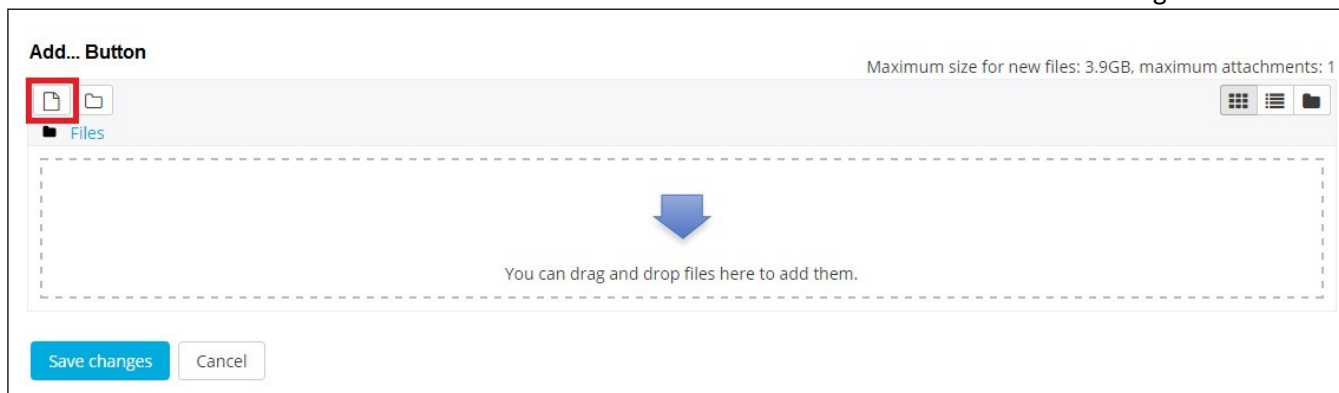 Add... Button
Maximum size for new files: 3.9GB, maximum attachments: 1
Files
You can drag and drop files here to add them.
Save changes
Cancel